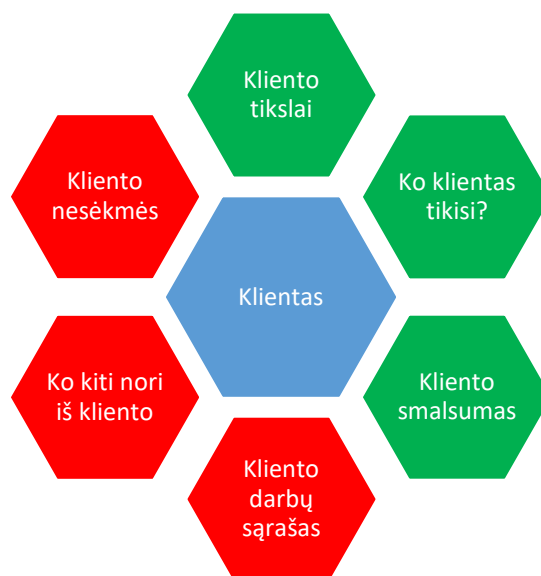 Kliento
tikslai
Kliento
nesėkmės
Ko klientas
tikisi?
Klientas
Ko kiti nori
iš kliento
Kliento
smalsumas
Kliento
darbų
sąrašas